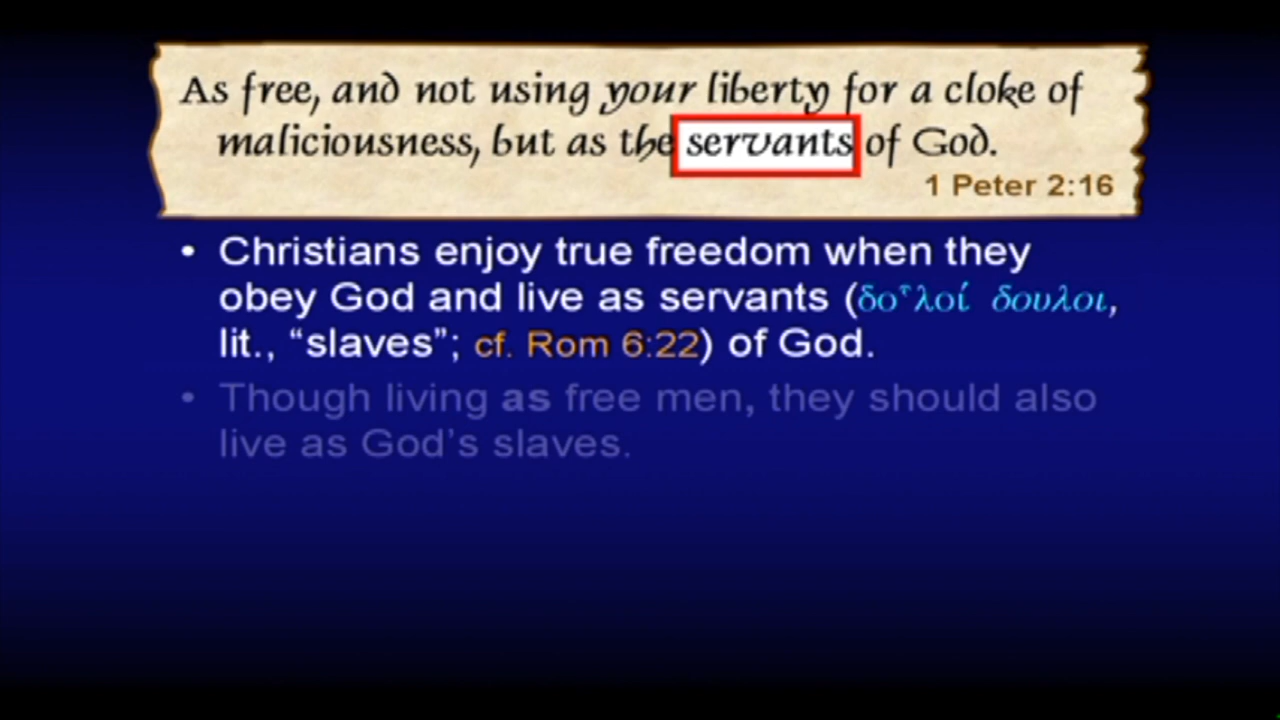 As free, and not using your liberty for a cloke of
maliciousness, but as the servants of God.
1 Peter 2:16
• Christians enjoy true freedom when they
obey God and live as servants (δο῏λοί δουλοι,
lit., “slaves”; cf. Rom 6:22) of God.
• Though living as free men, they should also
live as God’s slaves.